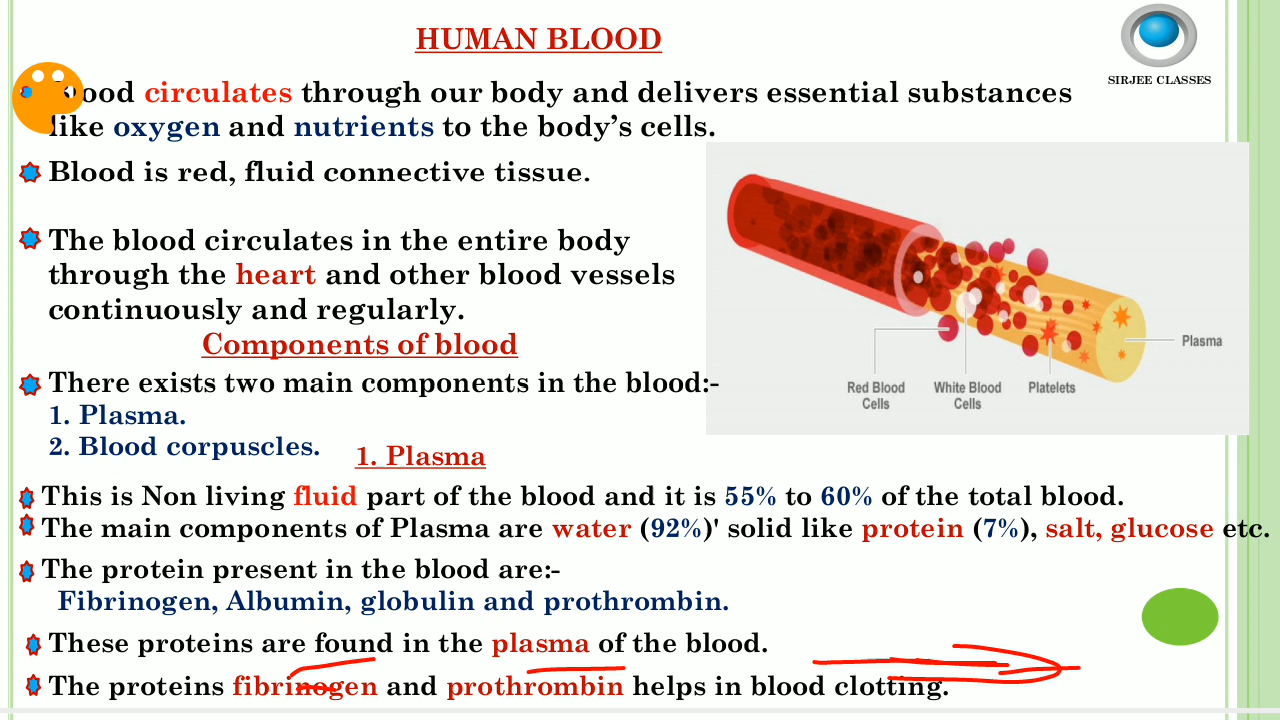 HUMAN BLOOD
SIRJEE CLASSES
Blood circulates through our body and delivers essential substances
like oxygen and nutrients to the body’s cells.
Blood is red, fluid connective tissue.
The blood circulates in the entire body
through the heart and other blood vessels
continuously and regularly.
Plasma
Red Blood Cells
White Blood Cells
Platelets
Components of blood
There exists two main components in the blood:-
1. Plasma.
2. Blood corpuscles.
1. Plasma
This is Non living fluid part of the blood and it is 55% to 60% of the total blood.
The main components of Plasma are water (92%)' solid like protein (7%), salt, glucose etc.
The protein present in the blood are:-
Fibrinogen, Albumin, globulin and prothrombin.
These proteins are found in the plasma of the blood.
The proteins fibrinogen and prothrombin helps in blood clotting.